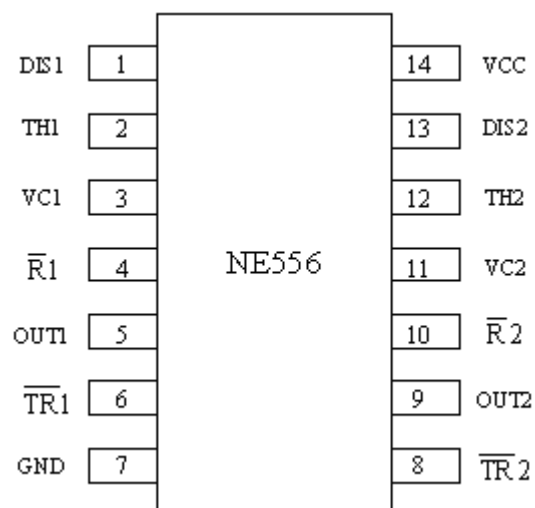 DIS1 1 14 VCC
TH1 2 13 DIS2
VC1 3 12 TH2
R̅1 4 NE556 11 VC2
OUT1 5 10 R̅2
T̅R̅1 6 9 OUT2
GND 7 8 T̅R̅2